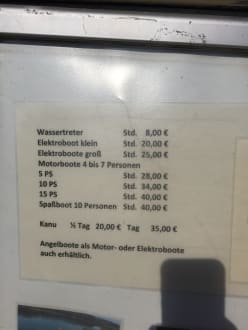 Wassertreter Std. 8,00 €
Elektroboot klein Std. 20,00 €
Elektroboote groß Std. 25,00 €
Motorboote 4 bis 7 Personen
5 PS Std. 28,00 €
10 PS Std. 34,00 €
15 PS Std. 40,00 €
Spaßboot 10 Personen Std. 40,00 €
Kanu ½ Tag 20,00 € Tag 35,00 €
Angelboote als Motor- oder Elektroboote
auch erhältlich.